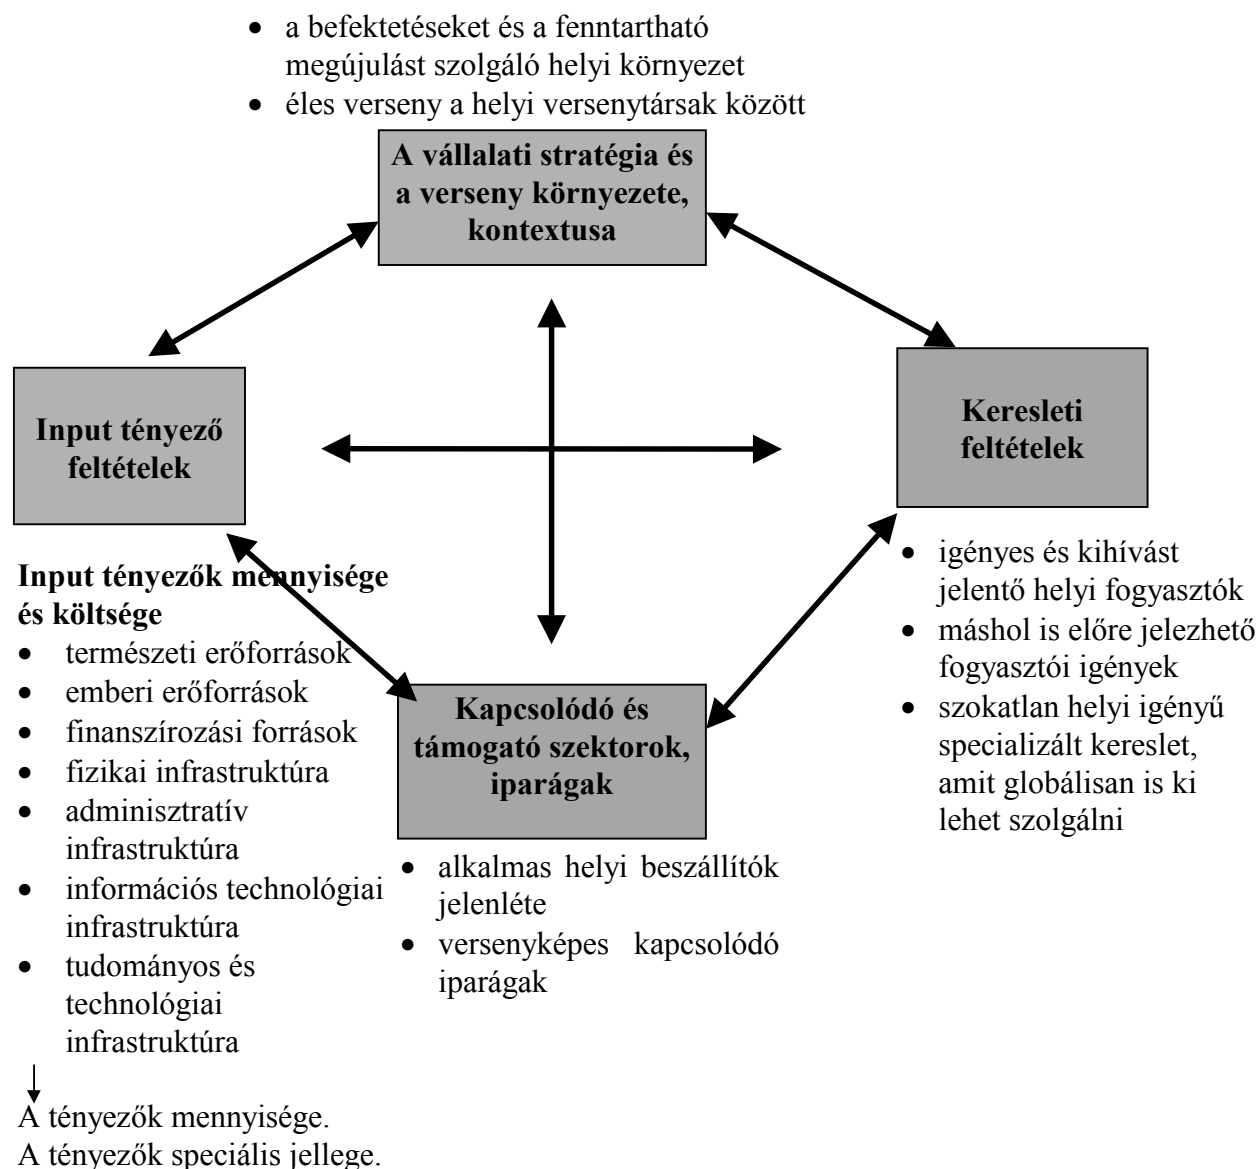 • a befektetéseket és a fenntartható
megújulást szolgáló helyi környezet
• éles verseny a helyi versenytársak között
A vállalati stratégia és
a verseny környezete,
kontextusa
Input tényező
feltételek
Keresleti
feltételek
Input tényezők mennyisége
és költsége
• természeti erőforrások
• emberi erőforrások
• finanszírozási források
• fizikai infrastruktúra
• adminisztratív
infrastruktúra
• információs technológiai
infrastruktúra
• tudományos és
technológiai
infrastruktúra
A tényezők mennyisége.
A tényezők speciális jellege.
Kapcsolódó és
támogató szektorok,
iparágak
• alkalmas helyi beszállítók
jelenléte
• versenyképes kapcsolódó
iparágak
• igényes és kihívást
jelentő helyi fogyasztók
• máshol is előre jelezhető
fogyasztói igények
• szokatlan helyi igényű
specializált kereslet,
amit globálisan is ki
lehet szolgálni